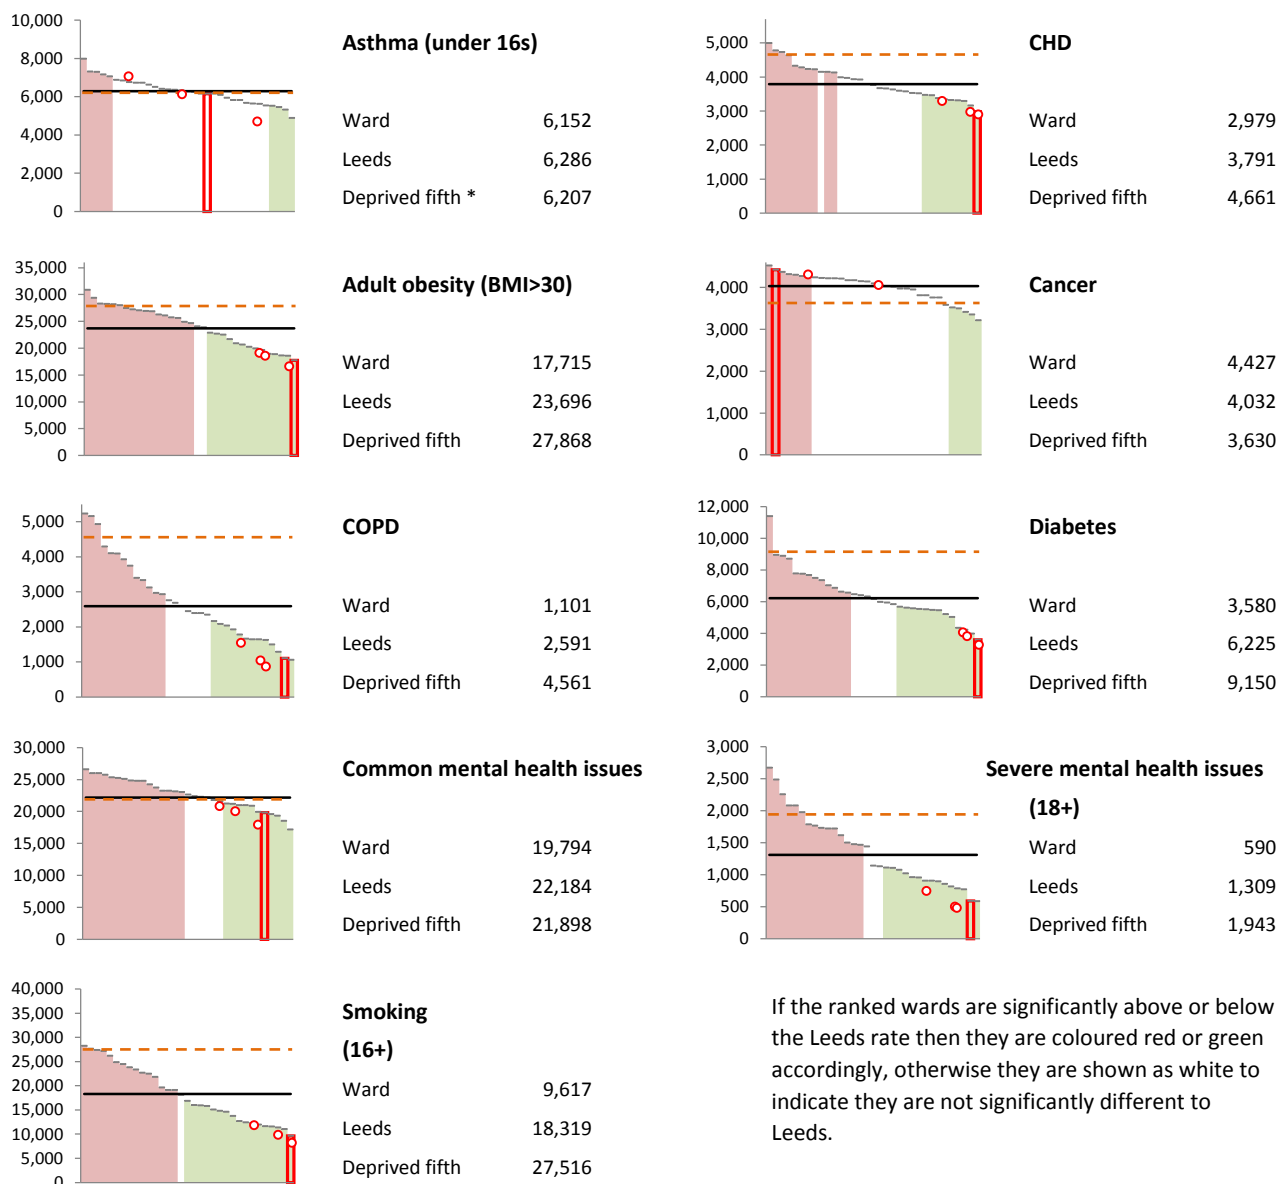 Asthma (under 16s)
10,000
8,000
6,000
4,000
2,000
0
Ward 6,152
Leeds 6,286
Deprived fifth * 6,207
CHD
5,000
4,000
3,000
2,000
1,000
0
Ward 2,979
Leeds 3,791
Deprived fifth 4,661
Adult obesity (BMI>30)
35,000
30,000
25,000
20,000
15,000
10,000
5,000
0
Ward 17,715
Leeds 23,696
Deprived fifth 27,868
Cancer
4,000
3,000
2,000
1,000
0
Ward 4,427
Leeds 4,032
Deprived fifth 3,630
COPD
5,000
4,000
3,000
2,000
1,000
0
Ward 1,101
Leeds 2,591
Deprived fifth 4,561
Diabetes
12,000
10,000
8,000
6,000
4,000
2,000
0
Ward 3,580
Leeds 6,225
Deprived fifth 9,150
Common mental health issues
30,000
25,000
20,000
15,000
10,000
5,000
0
Ward 19,794
Leeds 22,184
Deprived fifth 21,898
Severe mental health issues
(18+)
3,000
2,500
2,000
1,500
1,000
500
0
Ward 590
Leeds 1,309
Deprived fifth 1,943
Smoking
(16+)
40,000
35,000
30,000
25,000
20,000
15,000
10,000
5,000
0
Ward 9,617
Leeds 18,319
Deprived fifth 27,516
If the ranked wards are significantly above or below
the Leeds rate then they are coloured red or green
accordingly, otherwise they are shown as white to
indicate they are not significantly different to
Leeds.